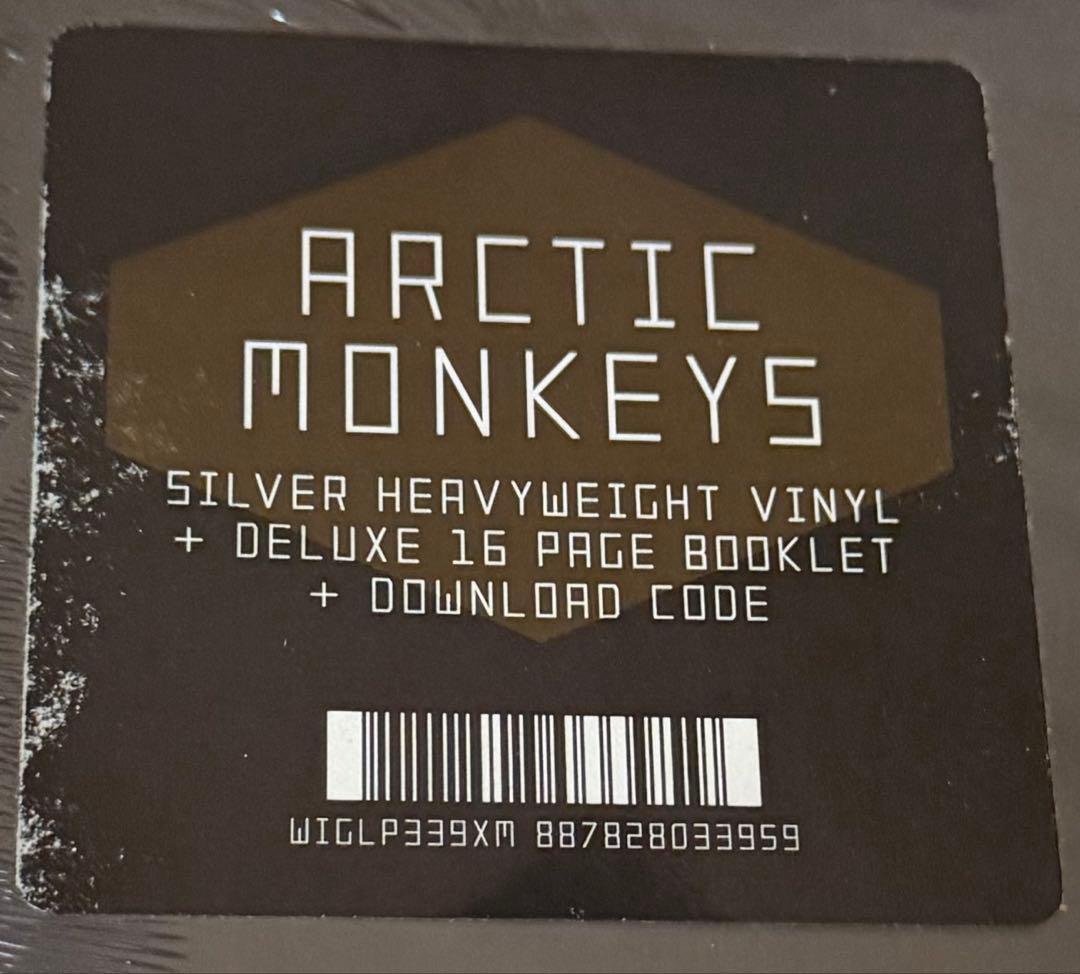 ARCTIC
MONKEYS
SILVER HEAVYWEIGHT VINYL
+ DELUXE 16 PAGE BOOKLET
+ DOWNLOAD CODE
WIGLP339XM 887828033959